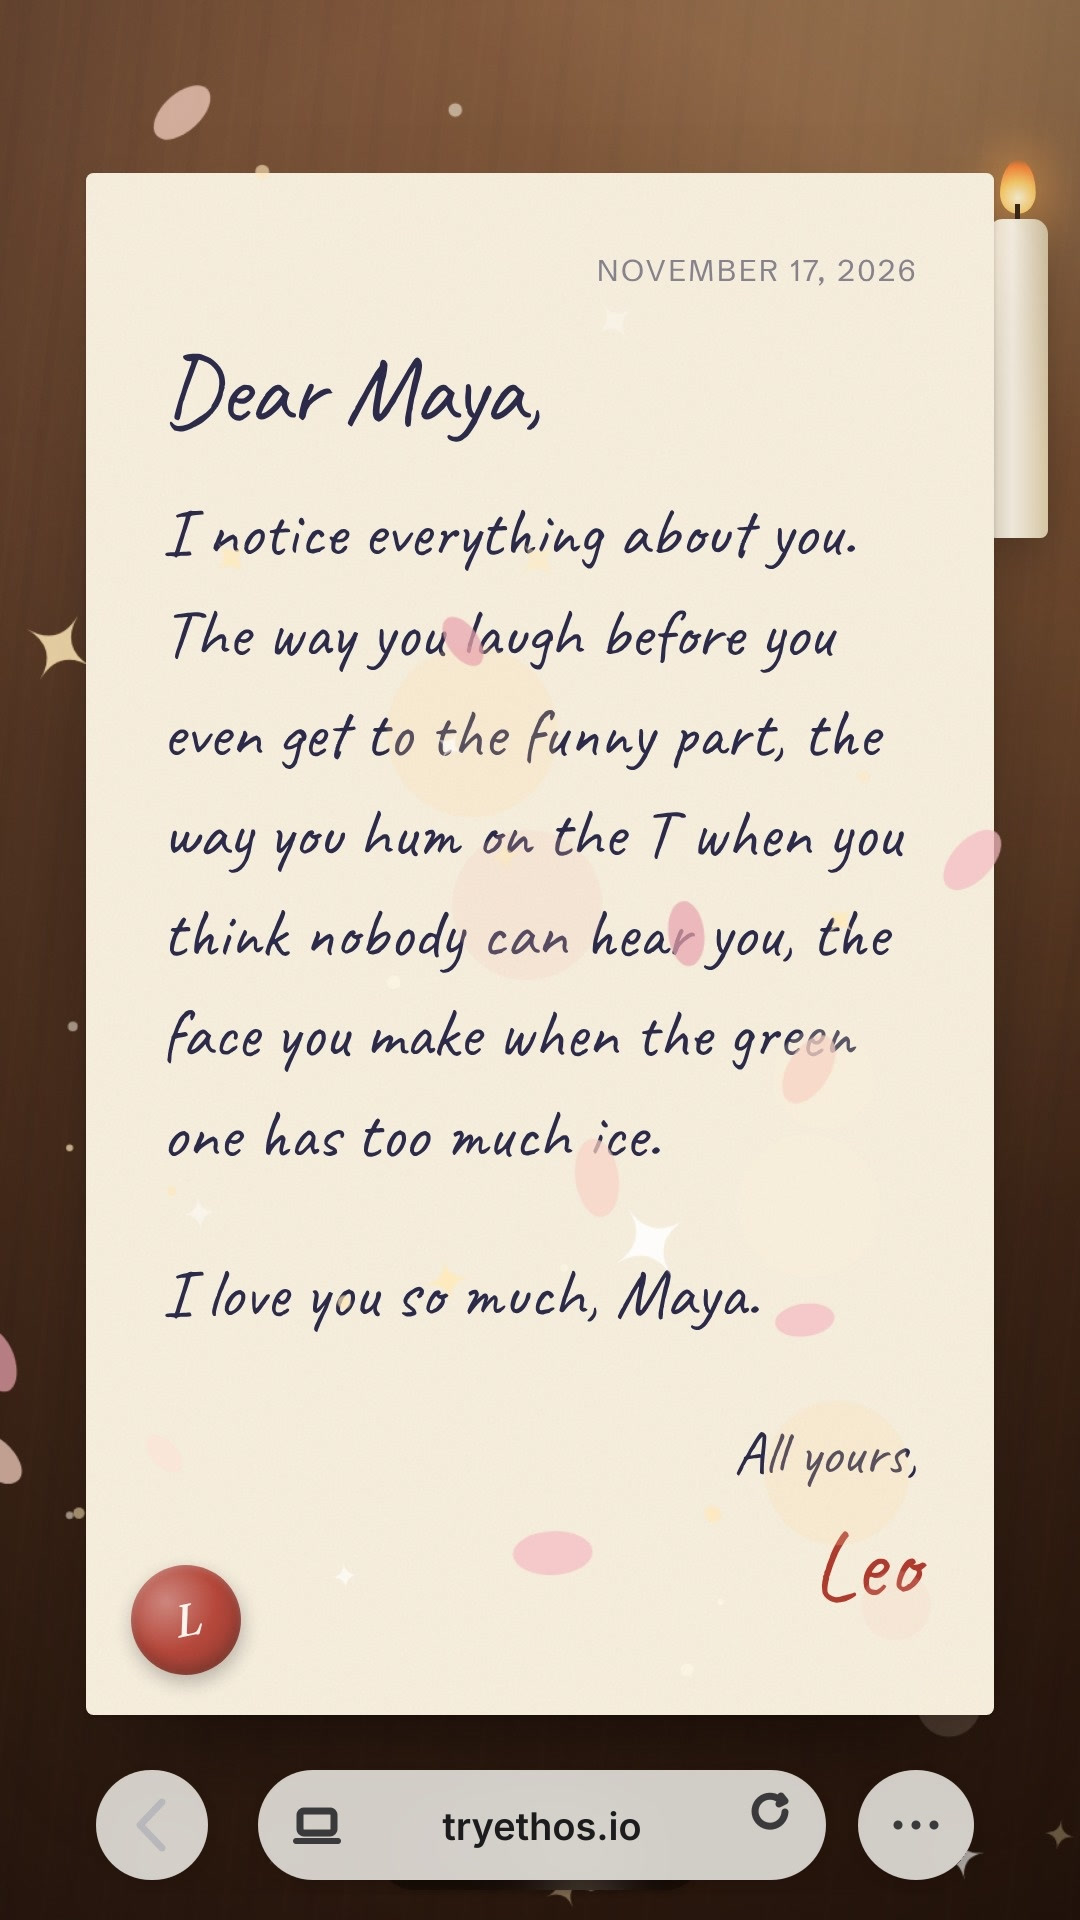 NOVEMBER 17, 2026
Dear Maya,
I notice everything about you.
The way you laugh before you
even get to the funny part, the
way you hum on the T when you
think nobody can hear you, the
face you make when the green
one has too much ice.
I love you so much, Maya.
All yours,
Leo
L
tryethos.io